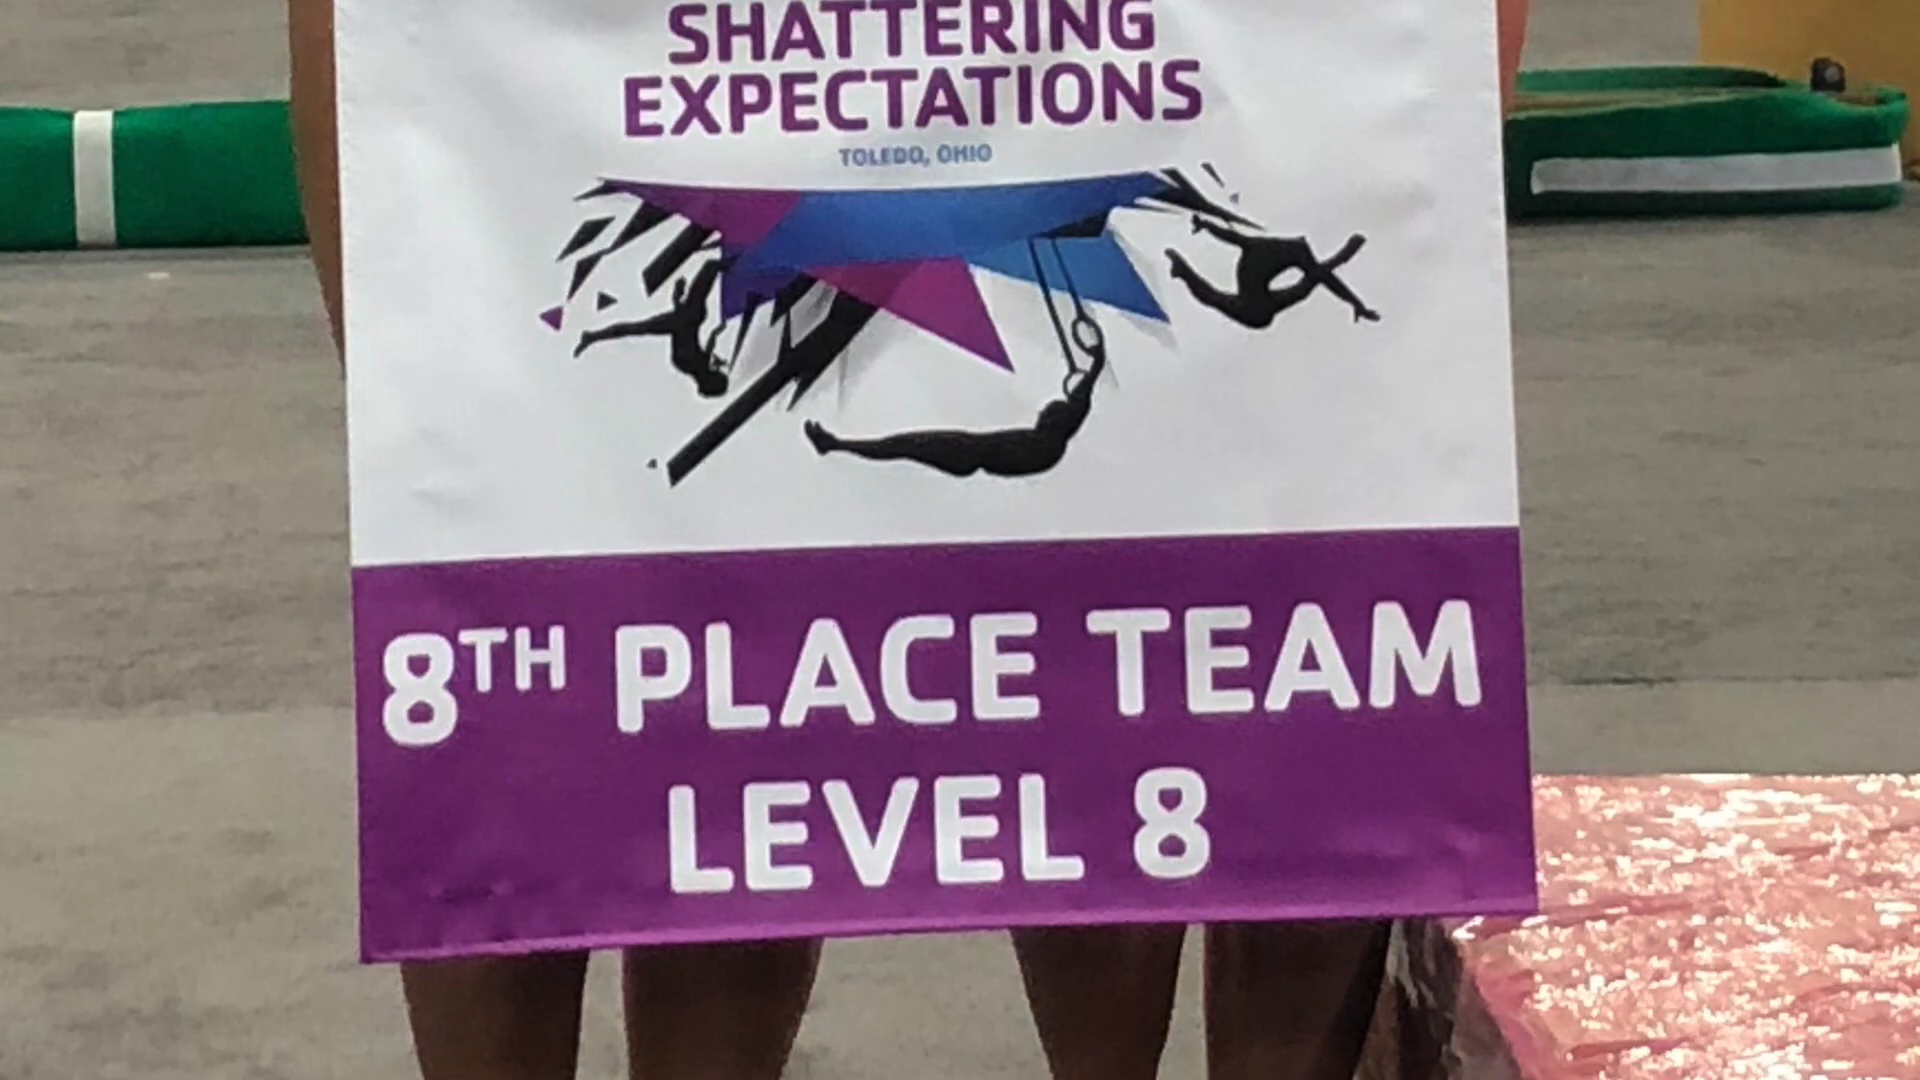 SHATTERING
EXPECTATIONS
TOLEDO, OHIO
8TH PLACE TEAM
LEVEL 8